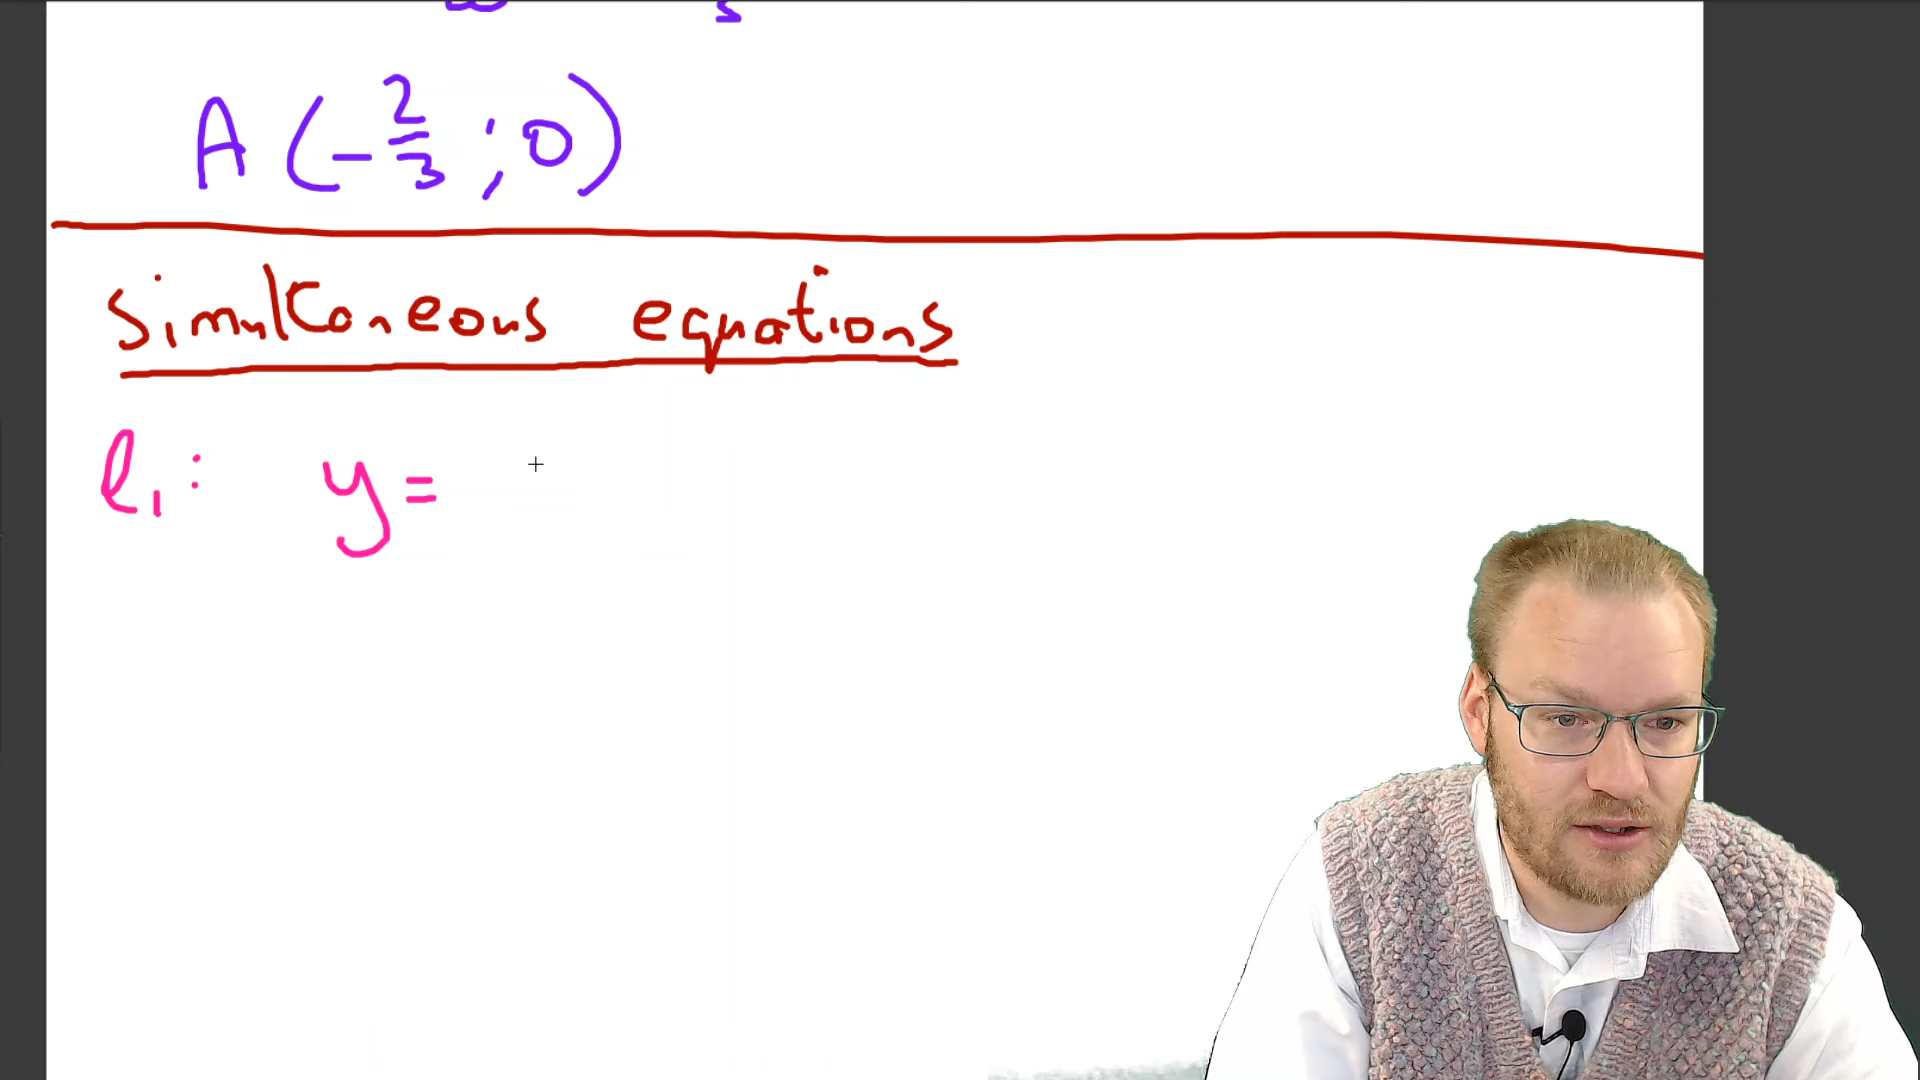 A(-2/3 ; 0)
Simultaneous equations
l₁: y =